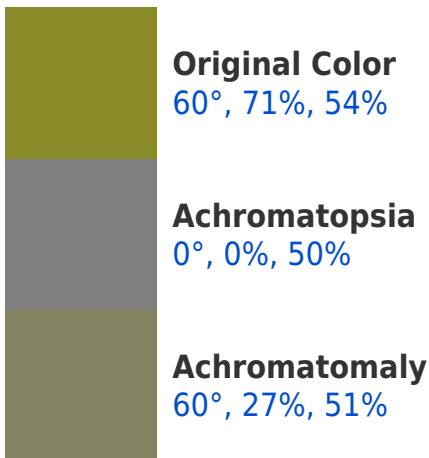 Original Color
60°, 71%, 54%
Achromatopsia
0°, 0%, 50%
Achromatomaly
60°, 27%, 51%